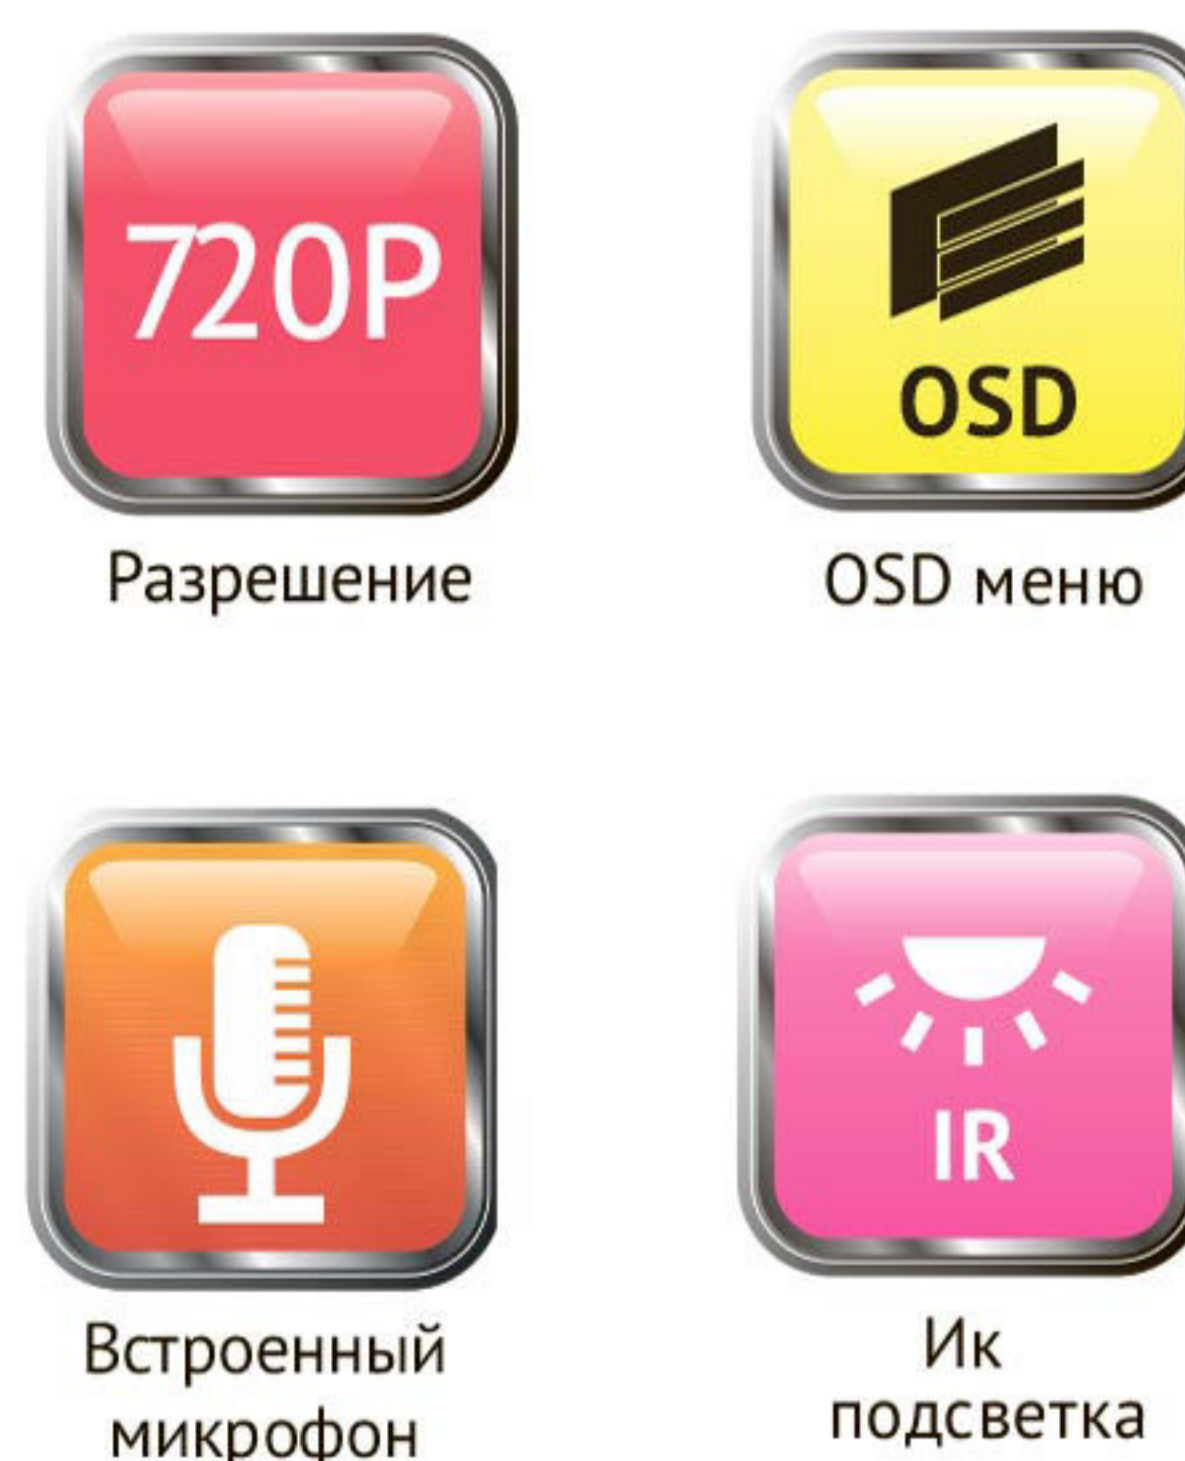 720P
Разрешение
OSD
OSD меню
Встроенный
микрофон
IR
Ик
подсветка